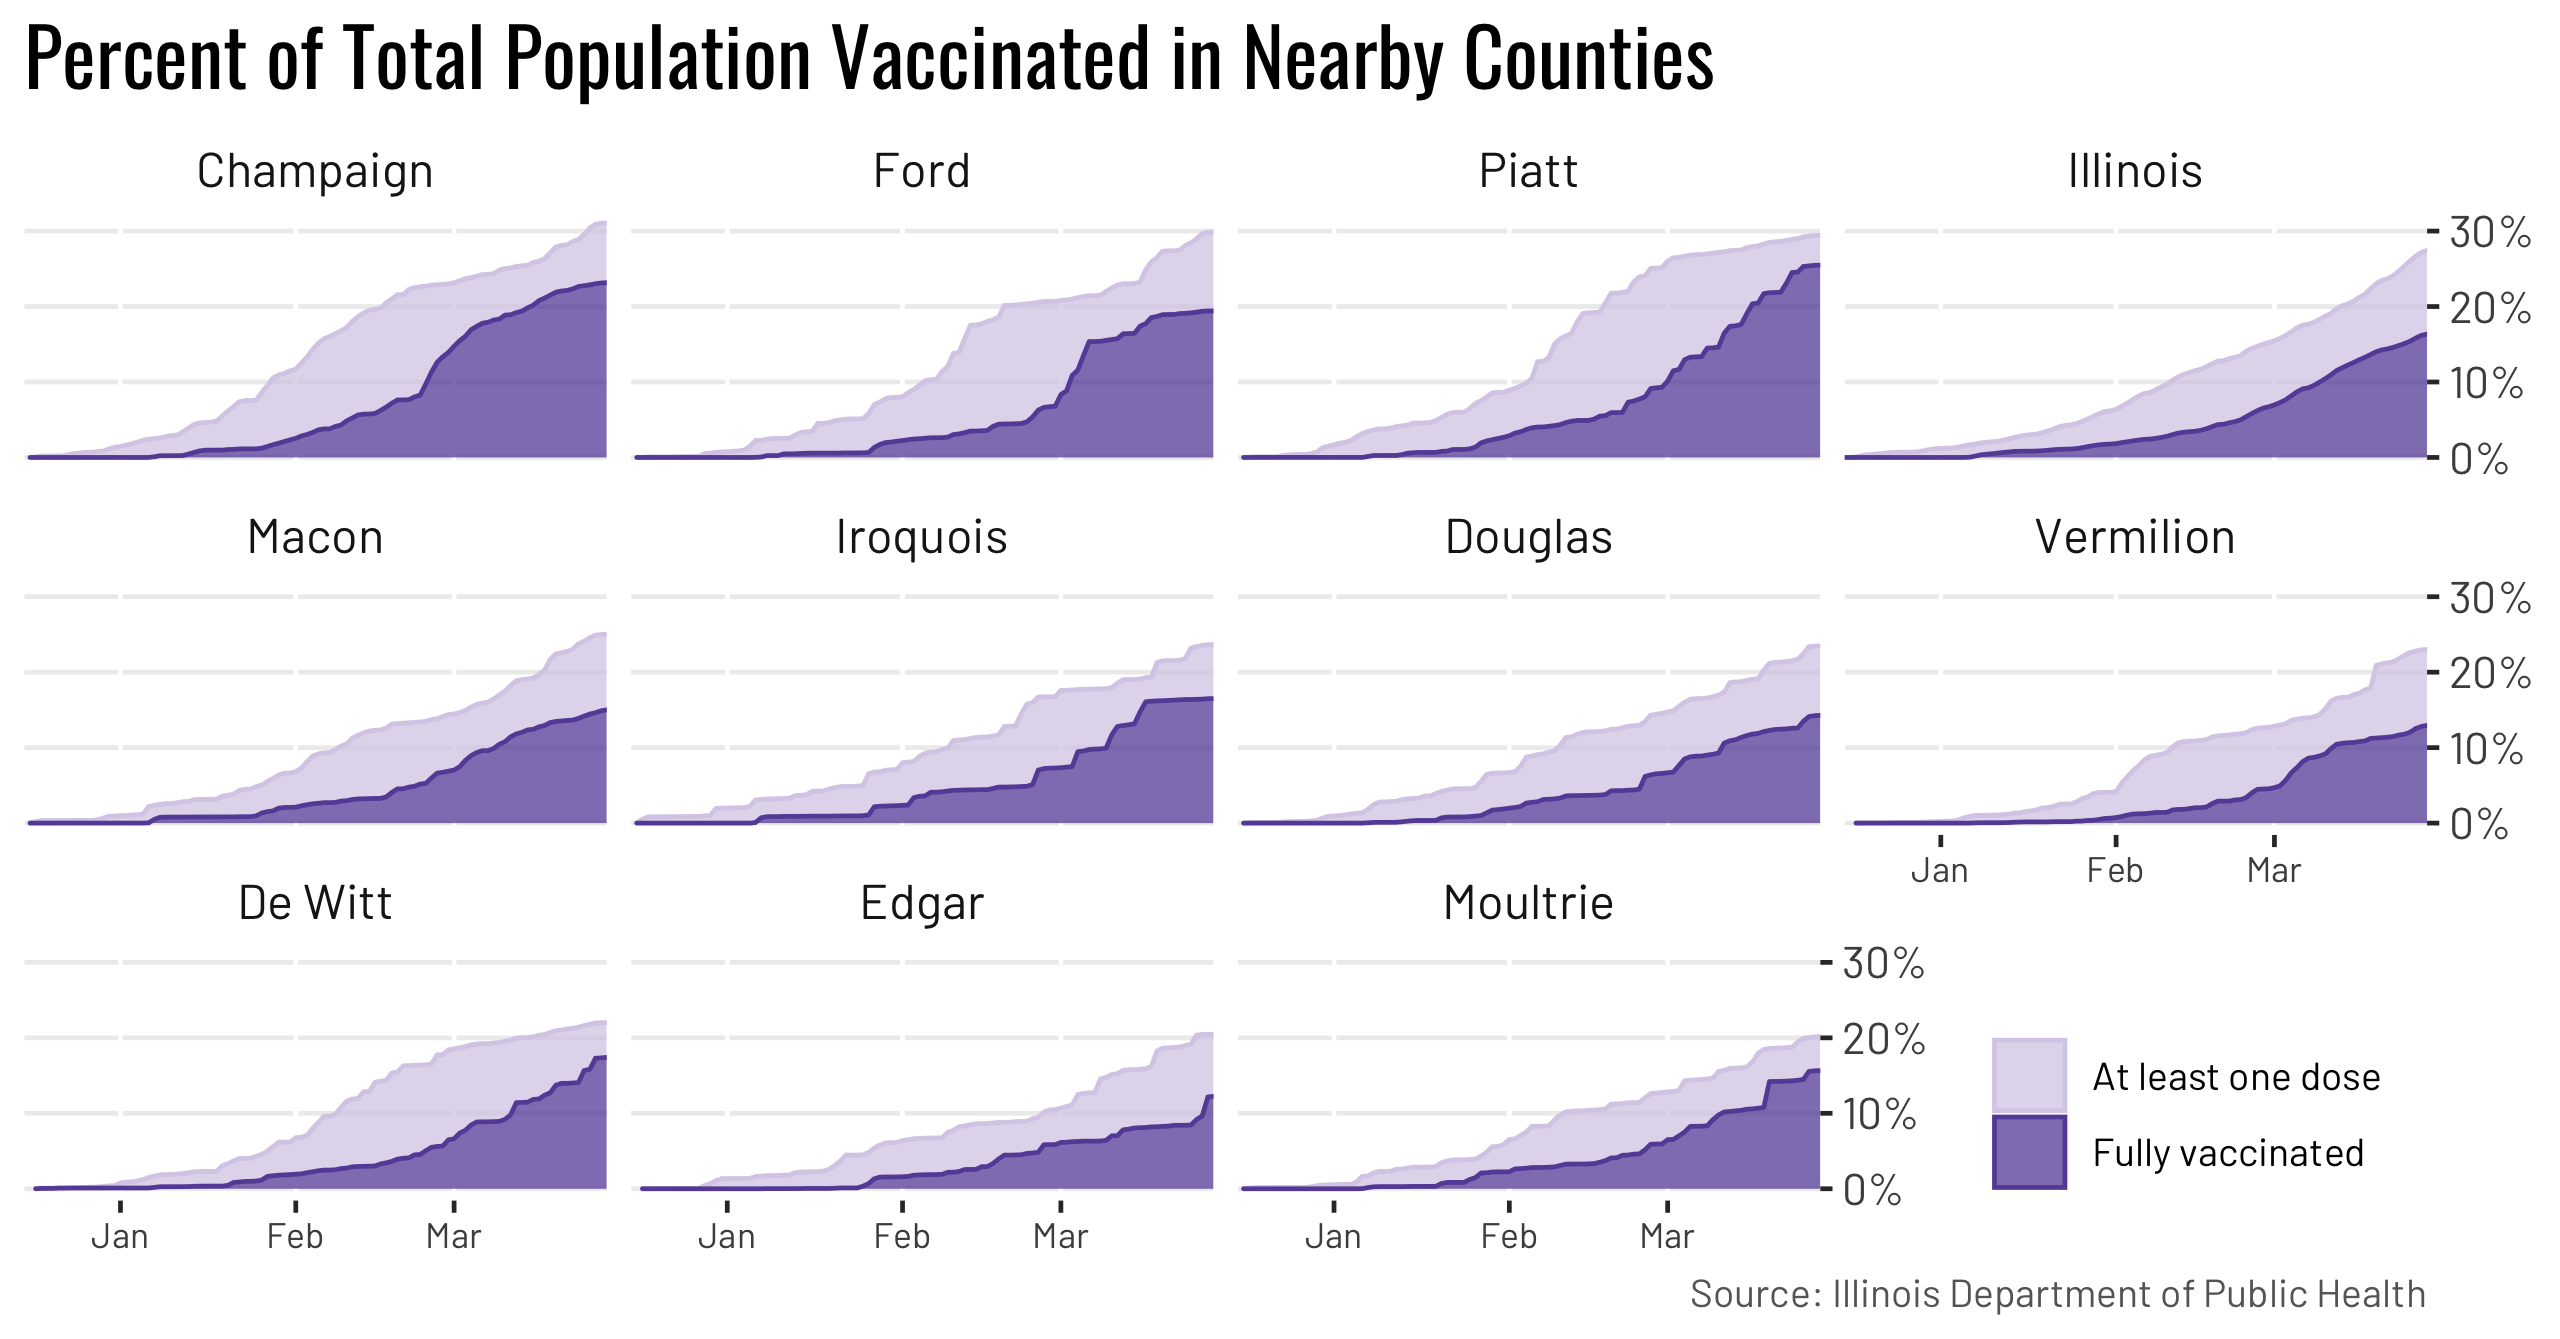 Percent of Total Population Vaccinated in Nearby Counties
Champaign
Ford
Piatt
Illinois
30%
20%
10%
0%
Macon
Iroquois
Douglas
Vermilion
30%
20%
10%
0%
Jan
Feb
Mar
De Witt
Edgar
Moultrie
30%
20%
10%
0%
At least one dose
Fully vaccinated
Jan
Feb
Mar
Jan
Feb
Mar
Jan
Feb
Mar
Source: Illinois Department of Public Health